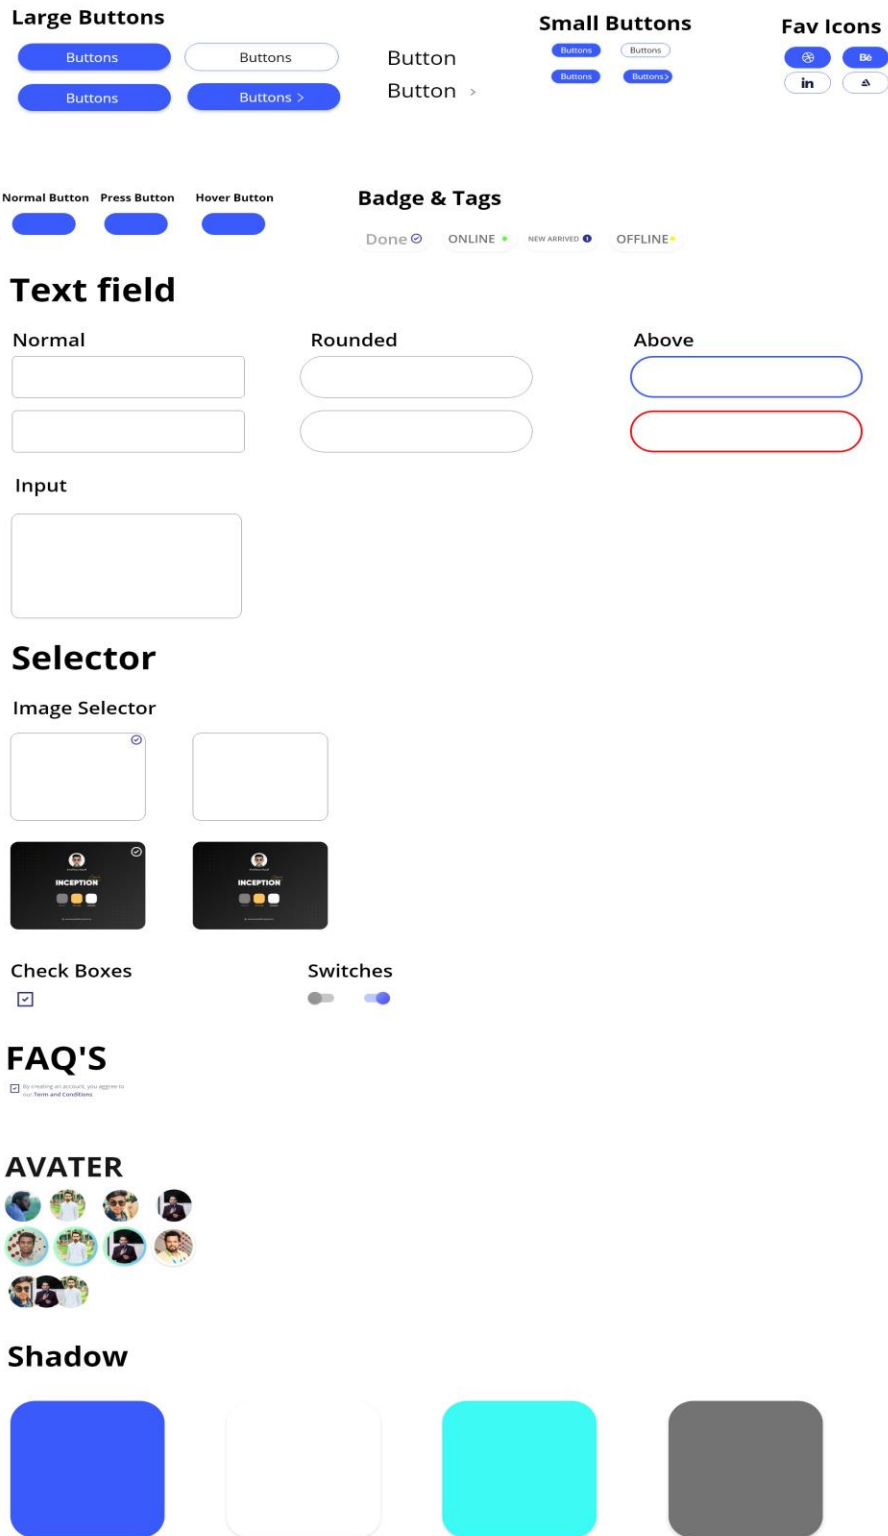 Large Buttons
Small Buttons
Fav Icons
Buttons
Buttons
Button
Buttons
Buttons
Bē
Buttons
Buttons >
Button >
Buttons
Buttons>
in
Normal Button
Press Button
Hover Button
Badge & Tags
Done
ONLINE
NEW ARRIVED
OFFLINE
Text field
Normal
Rounded
Above
Input
Selector
Image Selector
INCEPTION
INCEPTION
Check Boxes
Switches
FAQ'S
By creating an account, you aggree to
our Term and Conditions
AVATER
Shadow